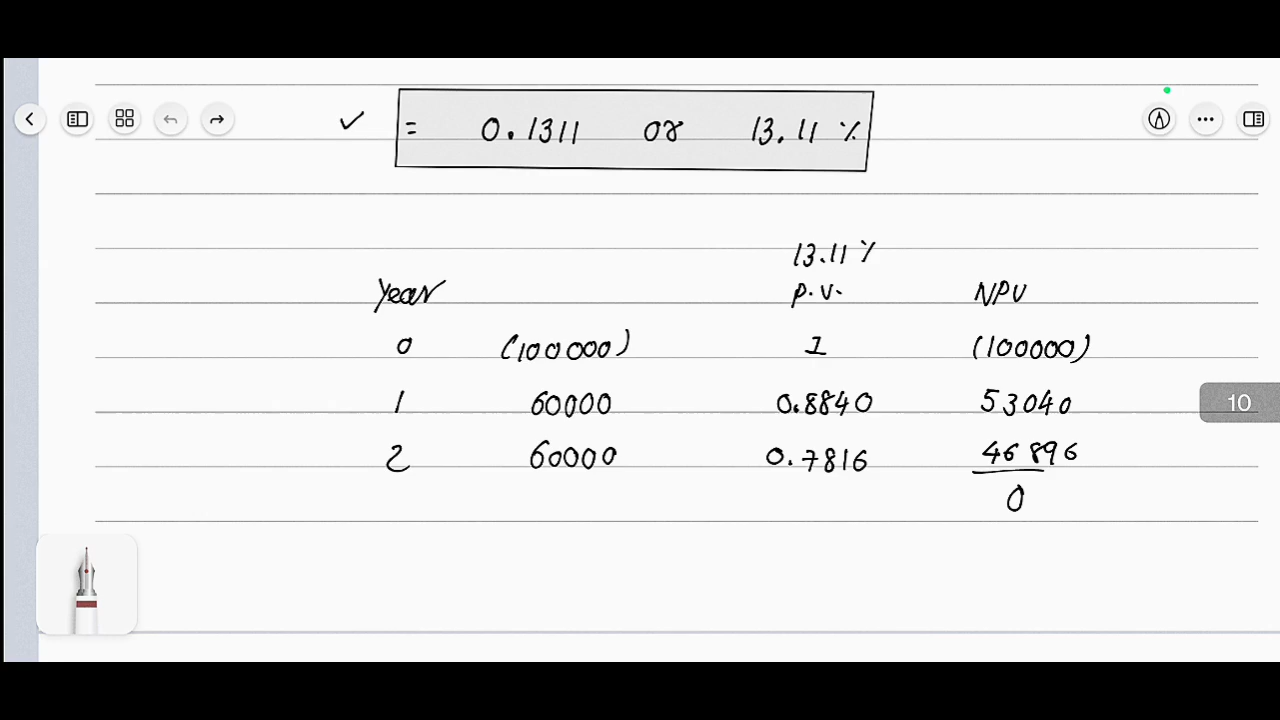 = 0.1311 or 13.11 %
13.11 %
Year P.V. NPV
0 (100000) 1 (100000)
1 60000 0.8840 53040
2 60000 0.7816 46896
0
10